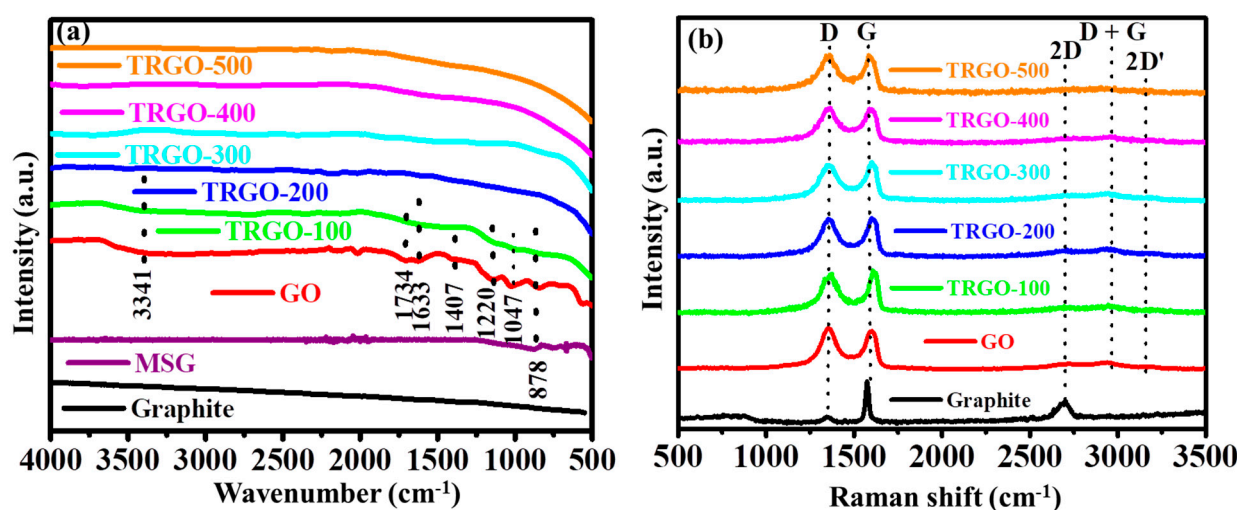 (a)
TRGO-500
TRGO-400
TRGO-300
TRGO-200
TRGO-100
GO
MSG
Graphite
3341
1734
1633
1407
1220
1047
878
Intensity (a.u.)
4000 3500 3000 2500 2000 1500 1000 500
Wavenumber (cm⁻¹)
(b)
D G D + G
2D 2D'
TRGO-500
TRGO-400
TRGO-300
TRGO-200
TRGO-100
GO
Graphite
Intensity (a.u.)
500 1000 1500 2000 2500 3000 3500
Raman shift (cm⁻¹)